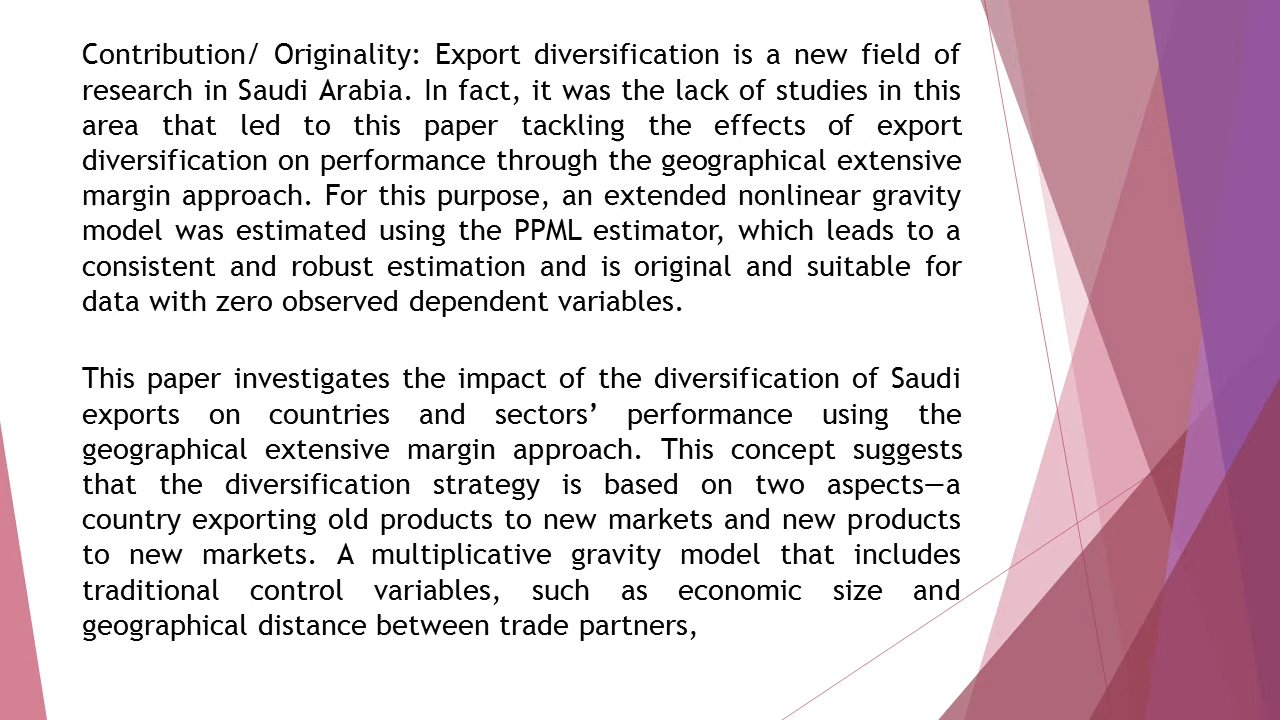 Contribution/ Originality: Export diversification is a new field of
research in Saudi Arabia. In fact, it was the lack of studies in this
area that led to this paper tackling the effects of export
diversification on performance through the geographical extensive
margin approach. For this purpose, an extended nonlinear gravity
model was estimated using the PPML estimator, which leads to a
consistent and robust estimation and is original and suitable for
data with zero observed dependent variables.
This paper investigates the impact of the diversification of Saudi
exports on countries and sectors’ performance using the
geographical extensive margin approach. This concept suggests
that the diversification strategy is based on two aspects—a
country exporting old products to new markets and new products
to new markets. A multiplicative gravity model that includes
traditional control variables, such as economic size and
geographical distance between trade partners,